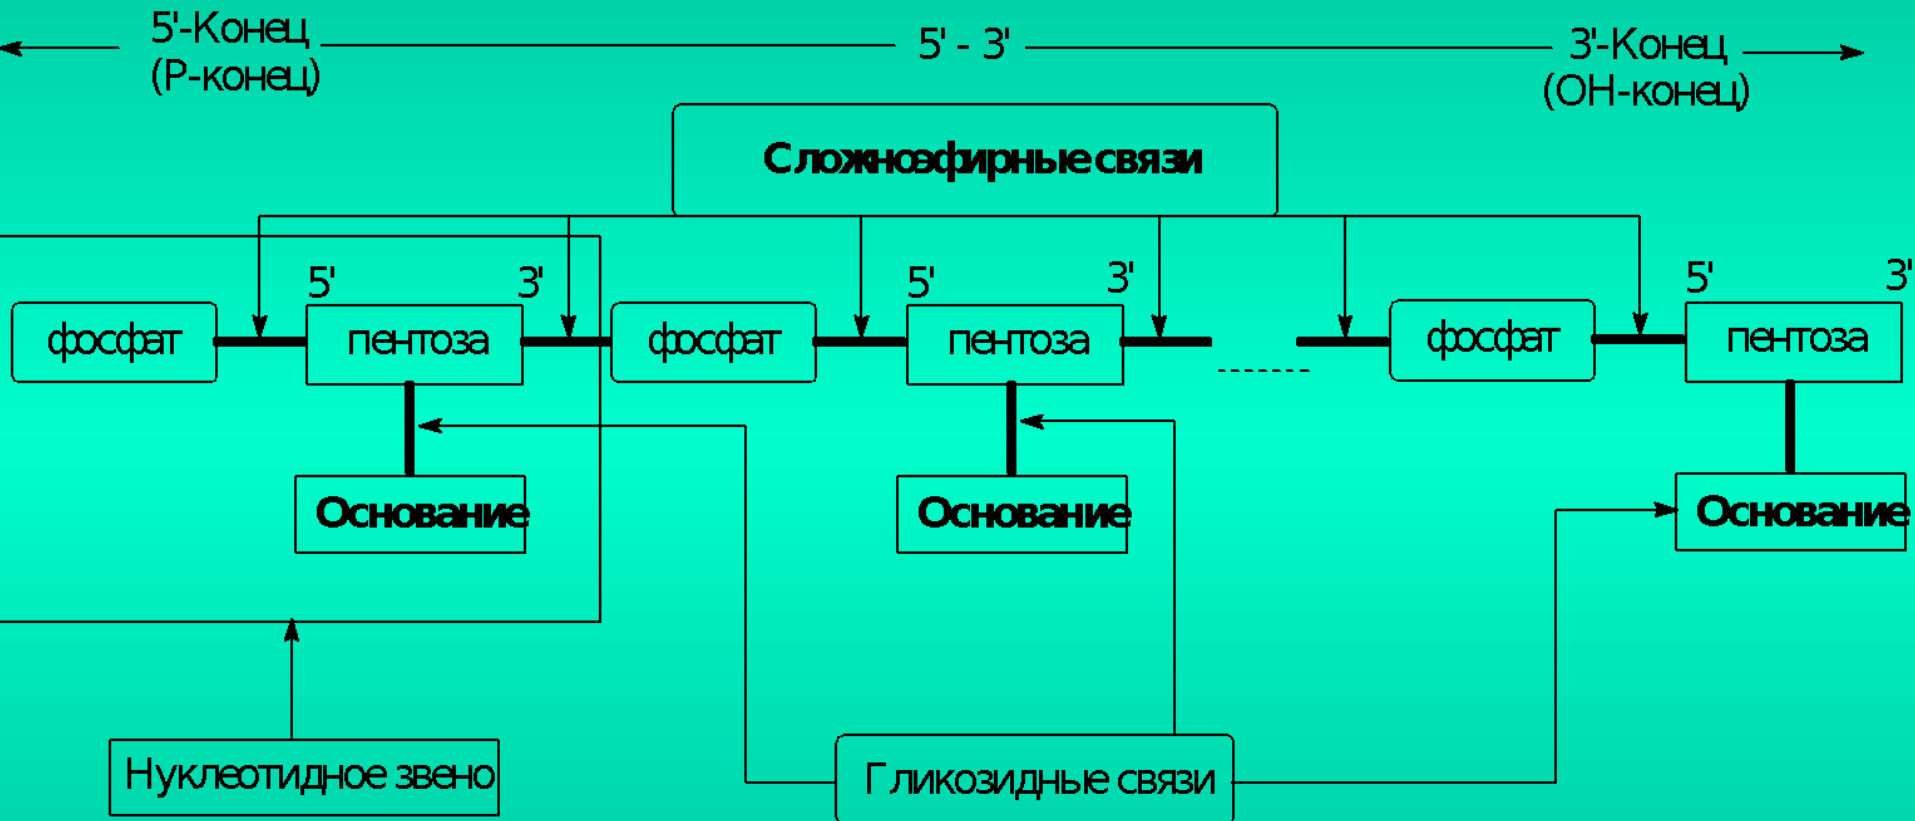 5'-Конец
(Р-конец)
5' - 3'
3'-Конец
(ОН-конец)
Сложноэфирные связи
5' 3' 5' 3' 5' 3'
фосфат пентоза фосфат пентоза фосфат пентоза
Основание Основание Основание
Нуклеотидное звено
Гликозидные связи